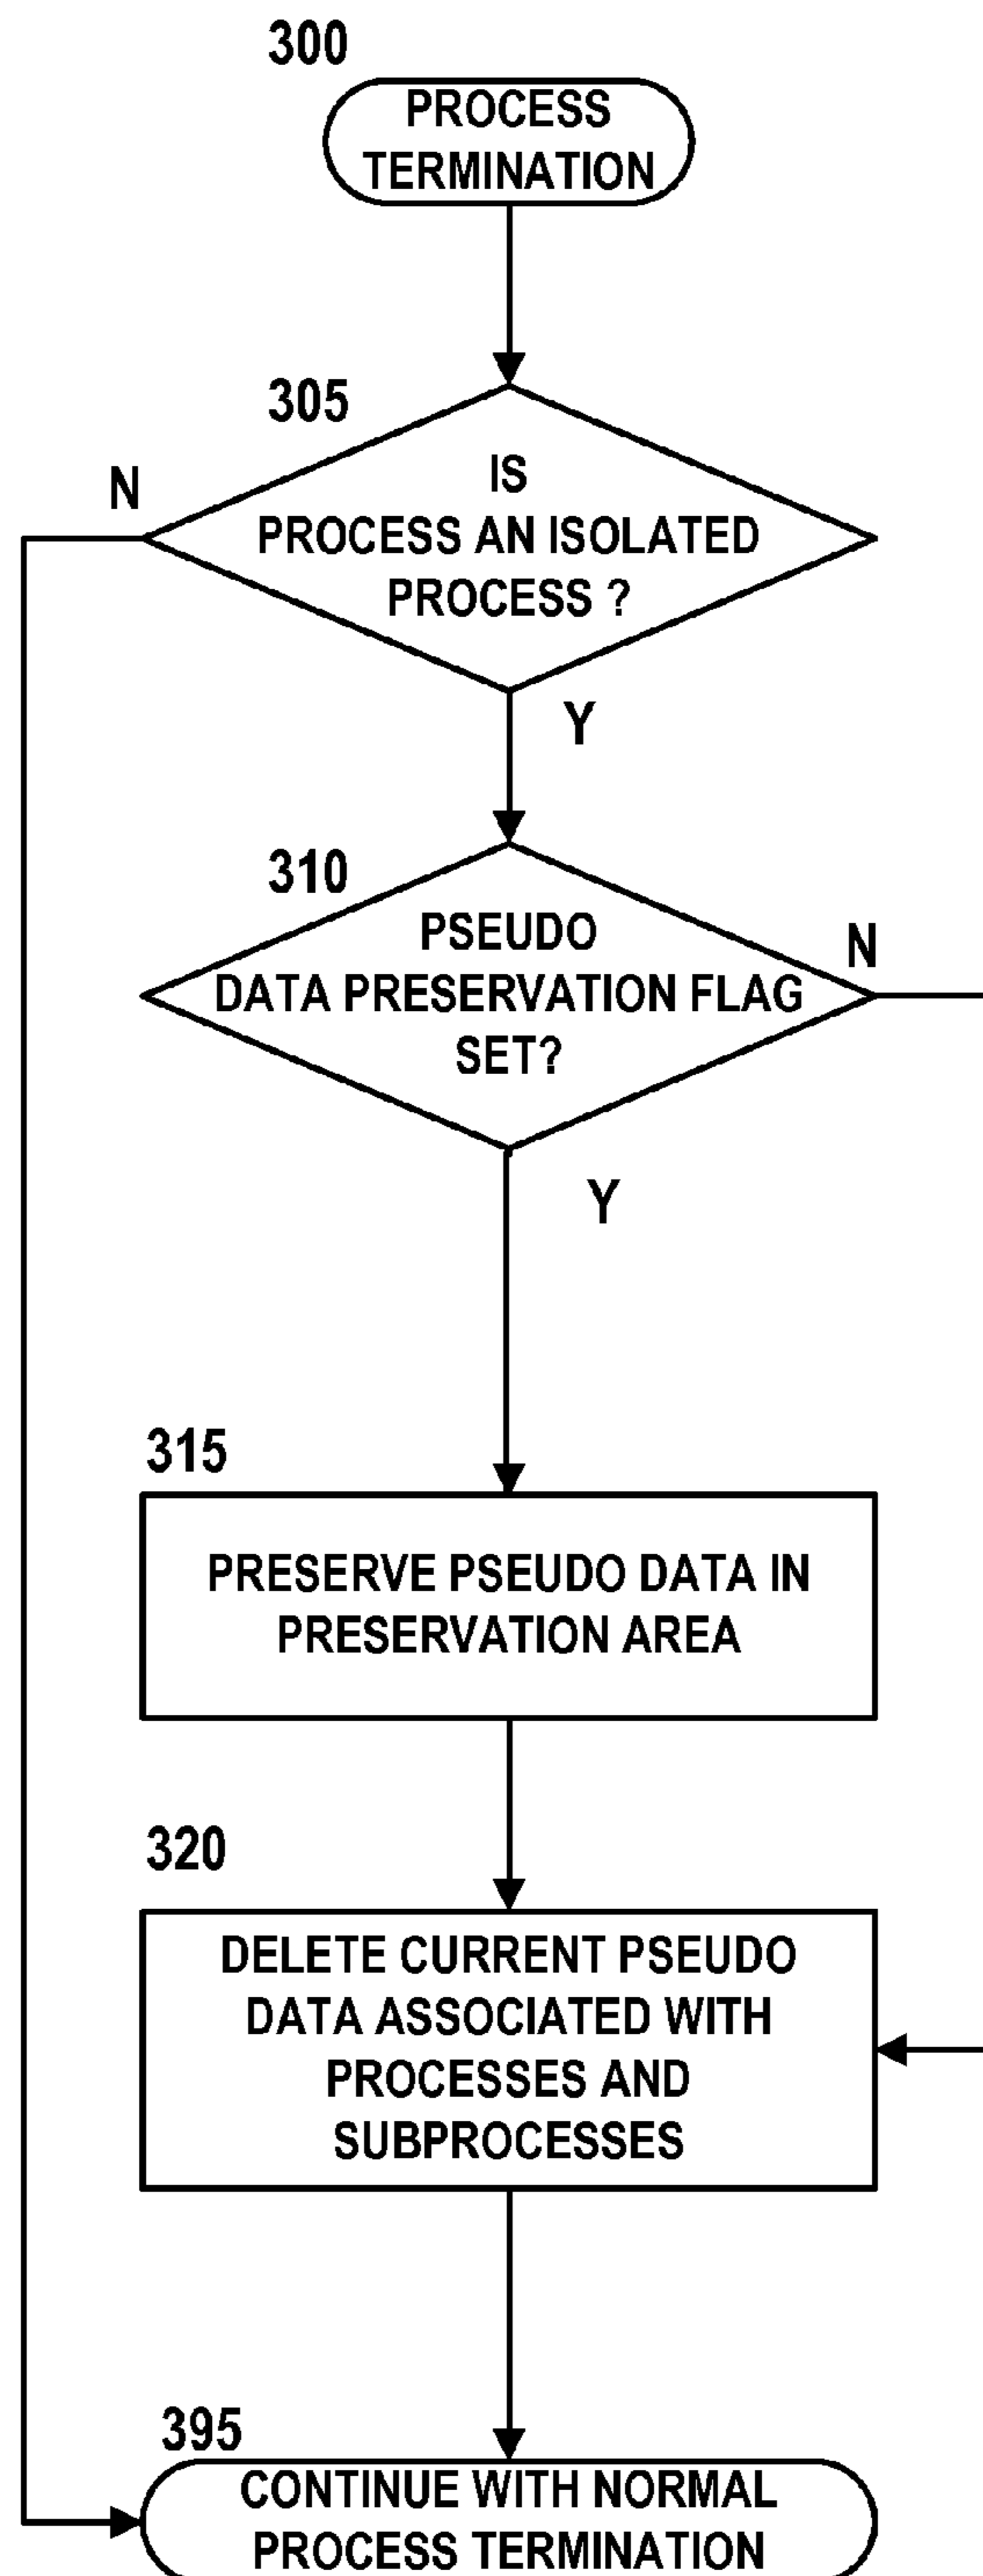 300
PROCESS
TERMINATION
305
N
IS
PROCESS AN ISOLATED
PROCESS ?
Y
310
PSEUDO
DATA PRESERVATION FLAG
SET?
N
Y
315
PRESERVE PSEUDO DATA IN
PRESERVATION AREA
320
DELETE CURRENT PSEUDO
DATA ASSOCIATED WITH
PROCESSES AND
SUBPROCESSES
395
CONTINUE WITH NORMAL
PROCESS TERMINATION